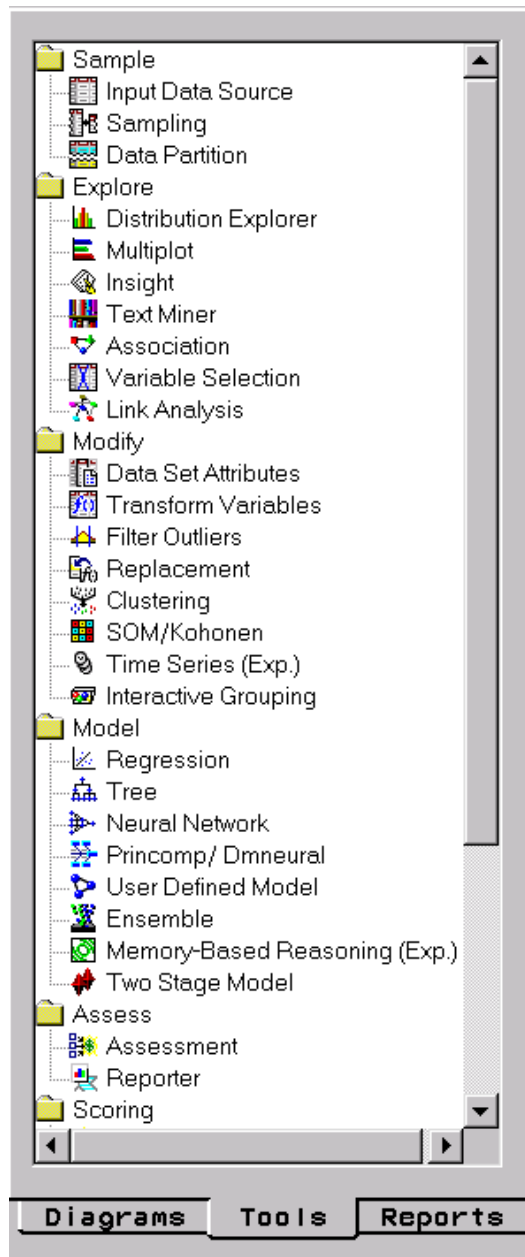 Sample
Input Data Source
Sampling
Data Partition
Explore
Distribution Explorer
Multiplot
Insight
Text Miner
Association
Variable Selection
Link Analysis
Modify
Data Set Attributes
Transform Variables
Filter Outliers
Replacement
Clustering
SOM/Kohonen
Time Series (Exp.)
Interactive Grouping
Model
Regression
Tree
Neural Network
Princomp/ Dmneural
User Defined Model
Ensemble
Memory-Based Reasoning (Exp.)
Two Stage Model
Assess
Assessment
Reporter
Scoring
Diagrams Tools Reports